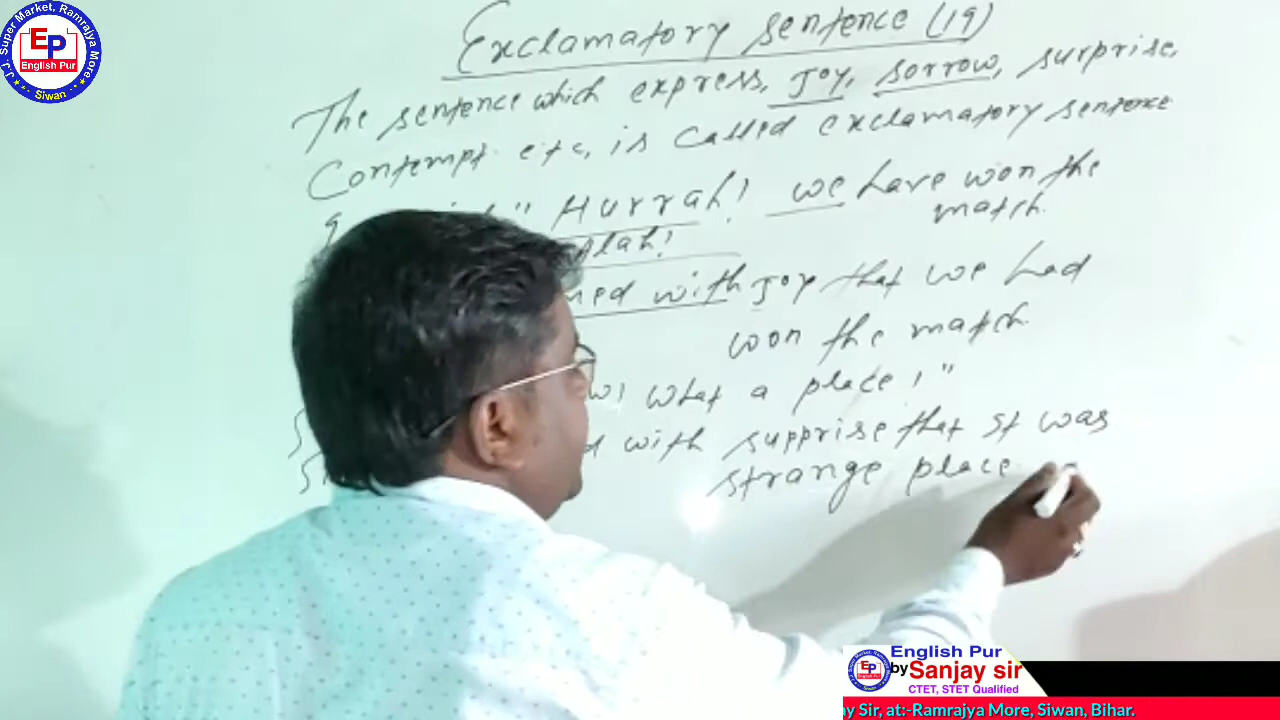 J.J. Super Market, Ramrajya More
EP
English Pur
Siwan
Exclamatory sentence (19)
The sentence which express, Joy, sorrow, surprise,
Contempt. etc, is called exclamatory sentence
" Hurrah! we have won the
match.
Alah!
with Joy that we had
won the match.
what a place! "
with supprise that it was
strange place
English Pur
by Sanjay sir
CTET, STET Qualified
Sir, at:-Ramrajya More, Siwan, Bihar.